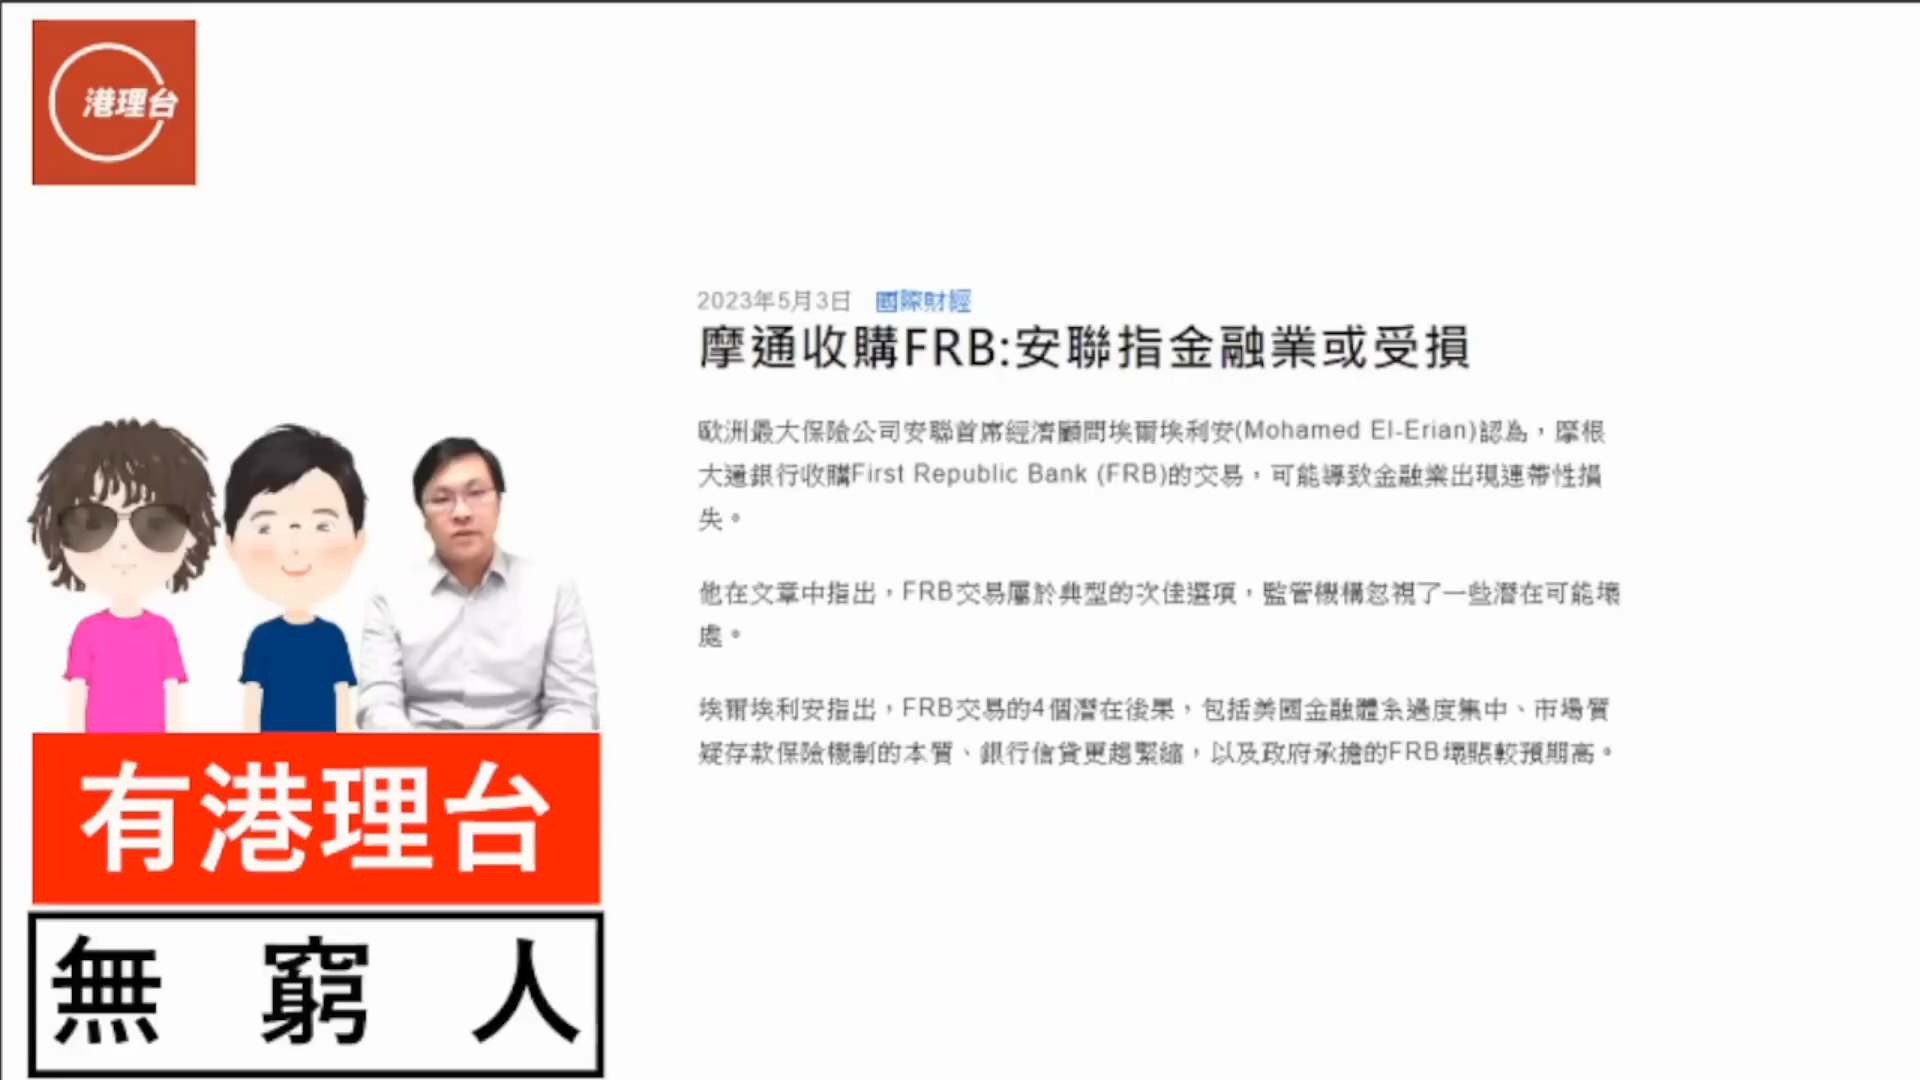 港理台
2023年5月3日 國際財經
摩通收購FRB:安聯指金融業或受損
歐洲最大保險公司安聯首席經濟顧問埃爾埃利安(Mohamed El-Erian)認為，摩根
大通銀行收購First Republic Bank (FRB)的交易，可能導致金融業出現連帶性損
失。
他在文章中指出，FRB交易屬於典型的次佳選項，監管機構忽視了一些潛在可能壞
處。
埃爾埃利安指出，FRB交易的4個潛在後果，包括美國金融體系過度集中、市場質
疑存款保險機制的本質、銀行信貸更趨緊縮，以及政府承擔的FRB壞賬較預期高。
有港理台
無窮人